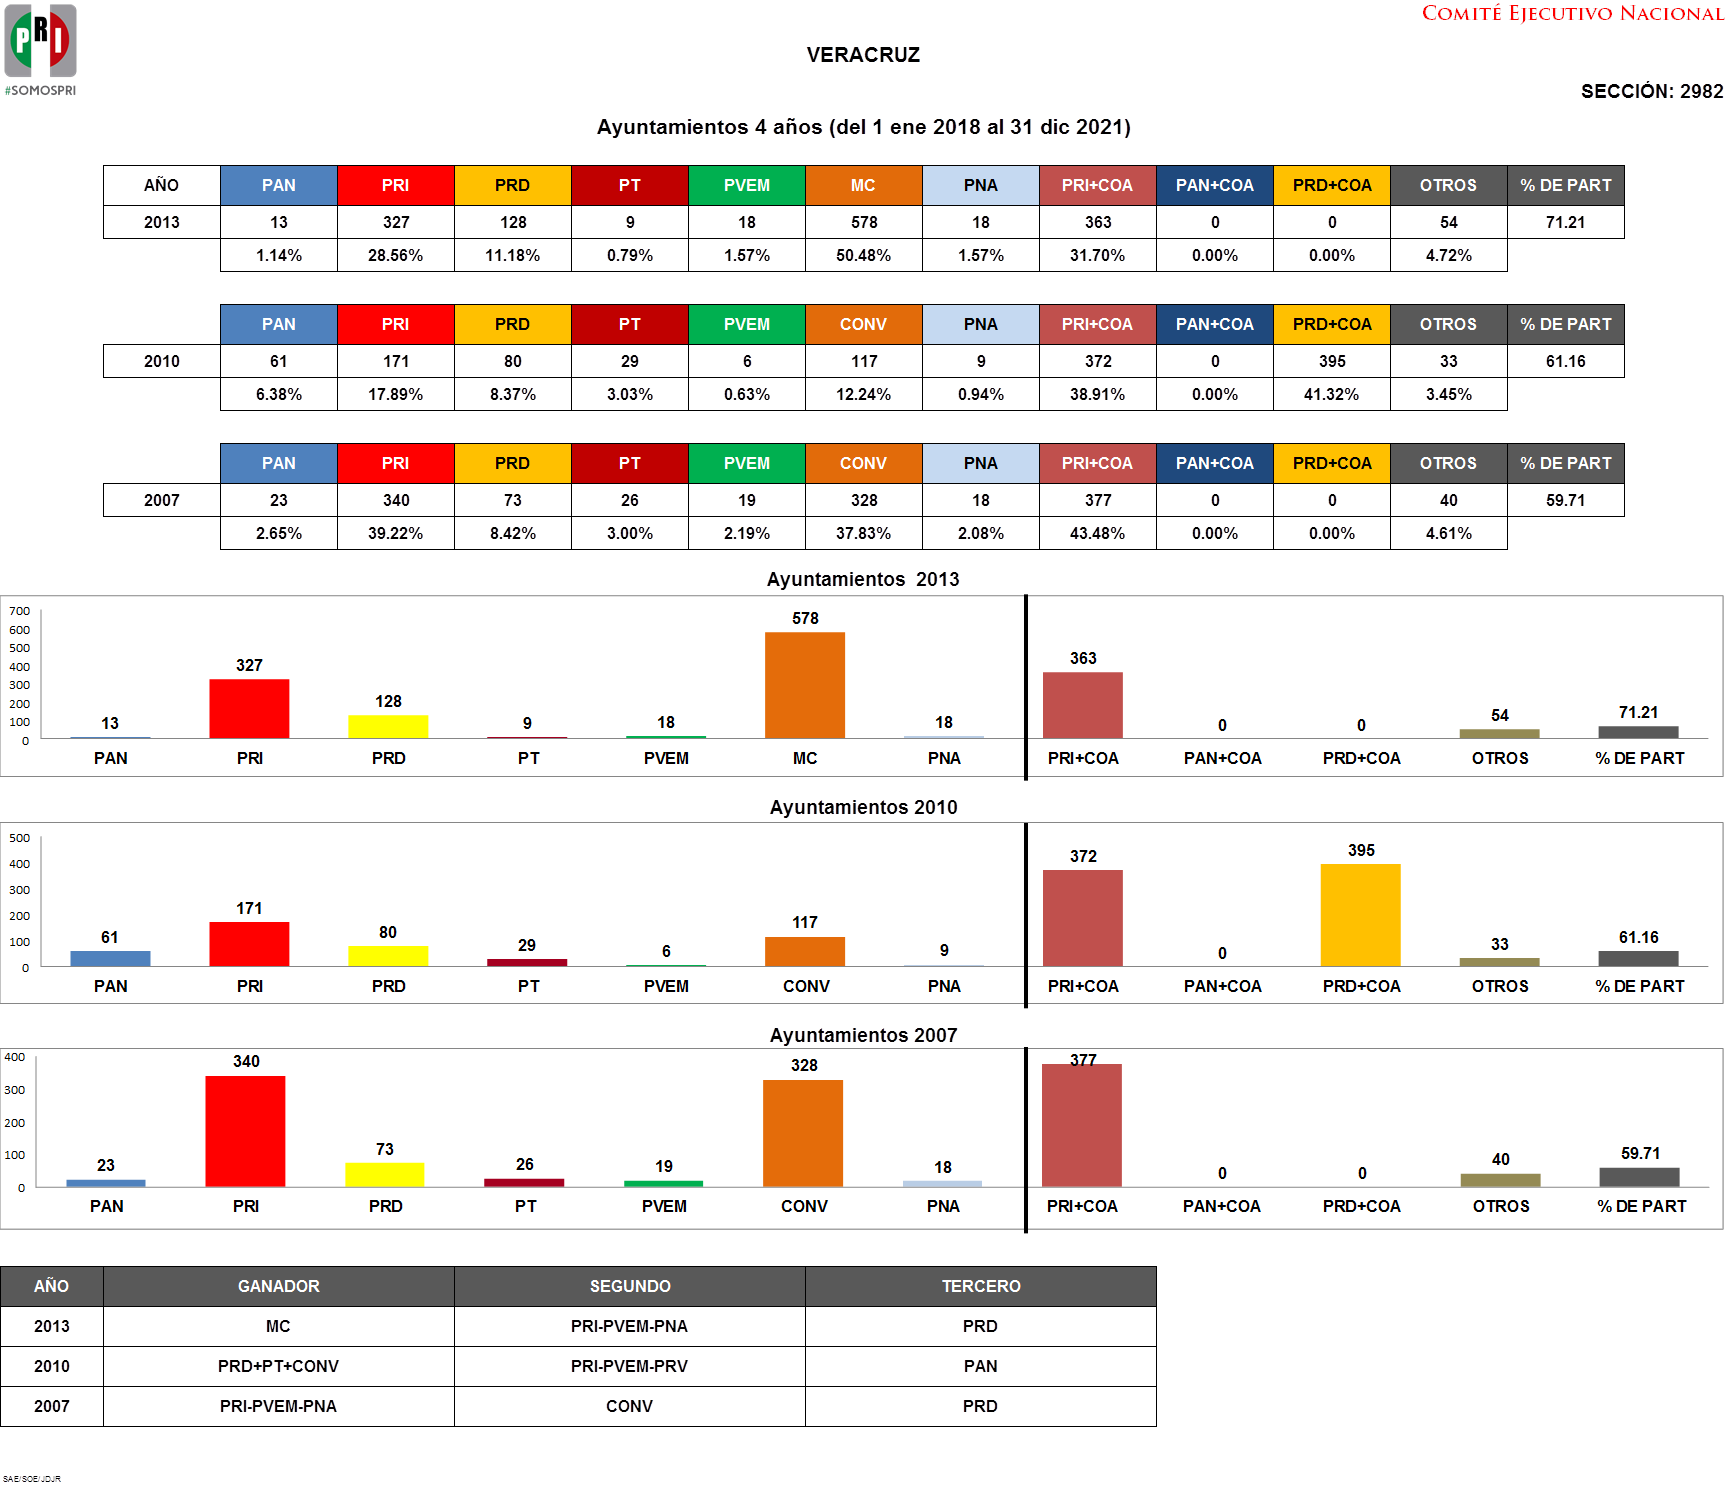 PRI
#SOMOSPRI
COMITÉ EJECUTIVO NACIONAL
VERACRUZ
SECCIÓN: 2982
Ayuntamientos 4 años (del 1 ene 2018 al 31 dic 2021)
AÑO PAN PRI PRD PT PVEM MC PNA PRI+COA PAN+COA PRD+COA OTROS % DE PART
2013 13 327 128 9 18 578 18 363 0 0 54 71.21
1.14% 28.56% 11.18% 0.79% 1.57% 50.48% 1.57% 31.70% 0.00% 0.00% 4.72%
PAN PRI PRD PT PVEM CONV PNA PRI+COA PAN+COA PRD+COA OTROS % DE PART
2010 61 171 80 29 6 117 9 372 0 395 33 61.16
6.38% 17.89% 8.37% 3.03% 0.63% 12.24% 0.94% 38.91% 0.00% 41.32% 3.45%
PAN PRI PRD PT PVEM CONV PNA PRI+COA PAN+COA PRD+COA OTROS % DE PART
2007 23 340 73 26 19 328 18 377 0 0 40 59.71
2.65% 39.22% 8.42% 3.00% 2.19% 37.83% 2.08% 43.48% 0.00% 0.00% 4.61%
Ayuntamientos 2013
700
600
500
400
300
200
100
0
13 327 128 9 18 578 18 363 0 0 54 71.21
PAN PRI PRD PT PVEM MC PNA PRI+COA PAN+COA PRD+COA OTROS % DE PART
Ayuntamientos 2010
500
400
300
200
100
0
61 171 80 29 6 117 9 372 0 395 33 61.16
PAN PRI PRD PT PVEM CONV PNA PRI+COA PAN+COA PRD+COA OTROS % DE PART
Ayuntamientos 2007
400
300
200
100
0
23 340 73 26 19 328 18 377 0 0 40 59.71
PAN PRI PRD PT PVEM CONV PNA PRI+COA PAN+COA PRD+COA OTROS % DE PART
AÑO GANADOR SEGUNDO TERCERO
2013 MC PRI-PVEM-PNA PRD
2010 PRD+PT+CONV PRI-PVEM-PRV PAN
2007 PRI-PVEM-PNA CONV PRD
SAE/SOE/JDJR